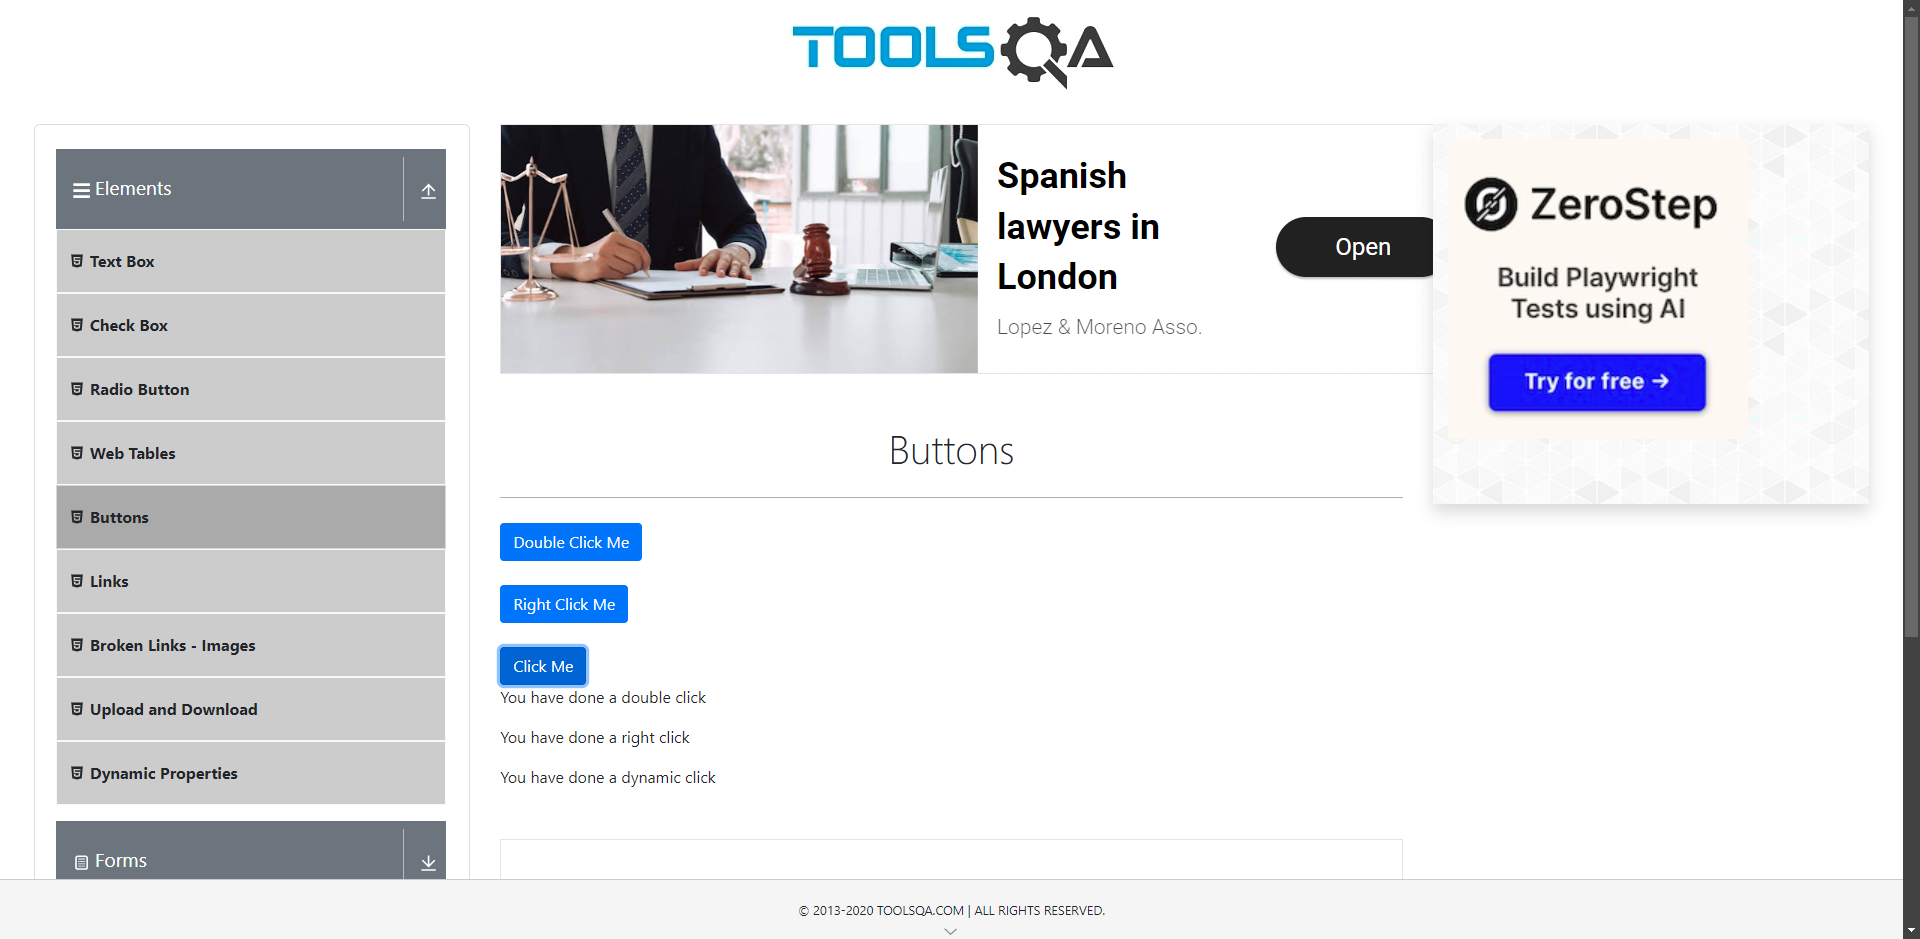 TOOLSQA
Elements
Text Box
Check Box
Radio Button
Web Tables
Buttons
Links
Broken Links - Images
Upload and Download
Dynamic Properties
Forms
Spanish
lawyers in
London
Lopez & Moreno Asso.
Open
ZeroStep
Build Playwright
Tests using AI
Try for free →
Buttons
Double Click Me
Right Click Me
Click Me
You have done a double click
You have done a right click
You have done a dynamic click
© 2013-2020 TOOLSQA.COM | ALL RIGHTS RESERVED.